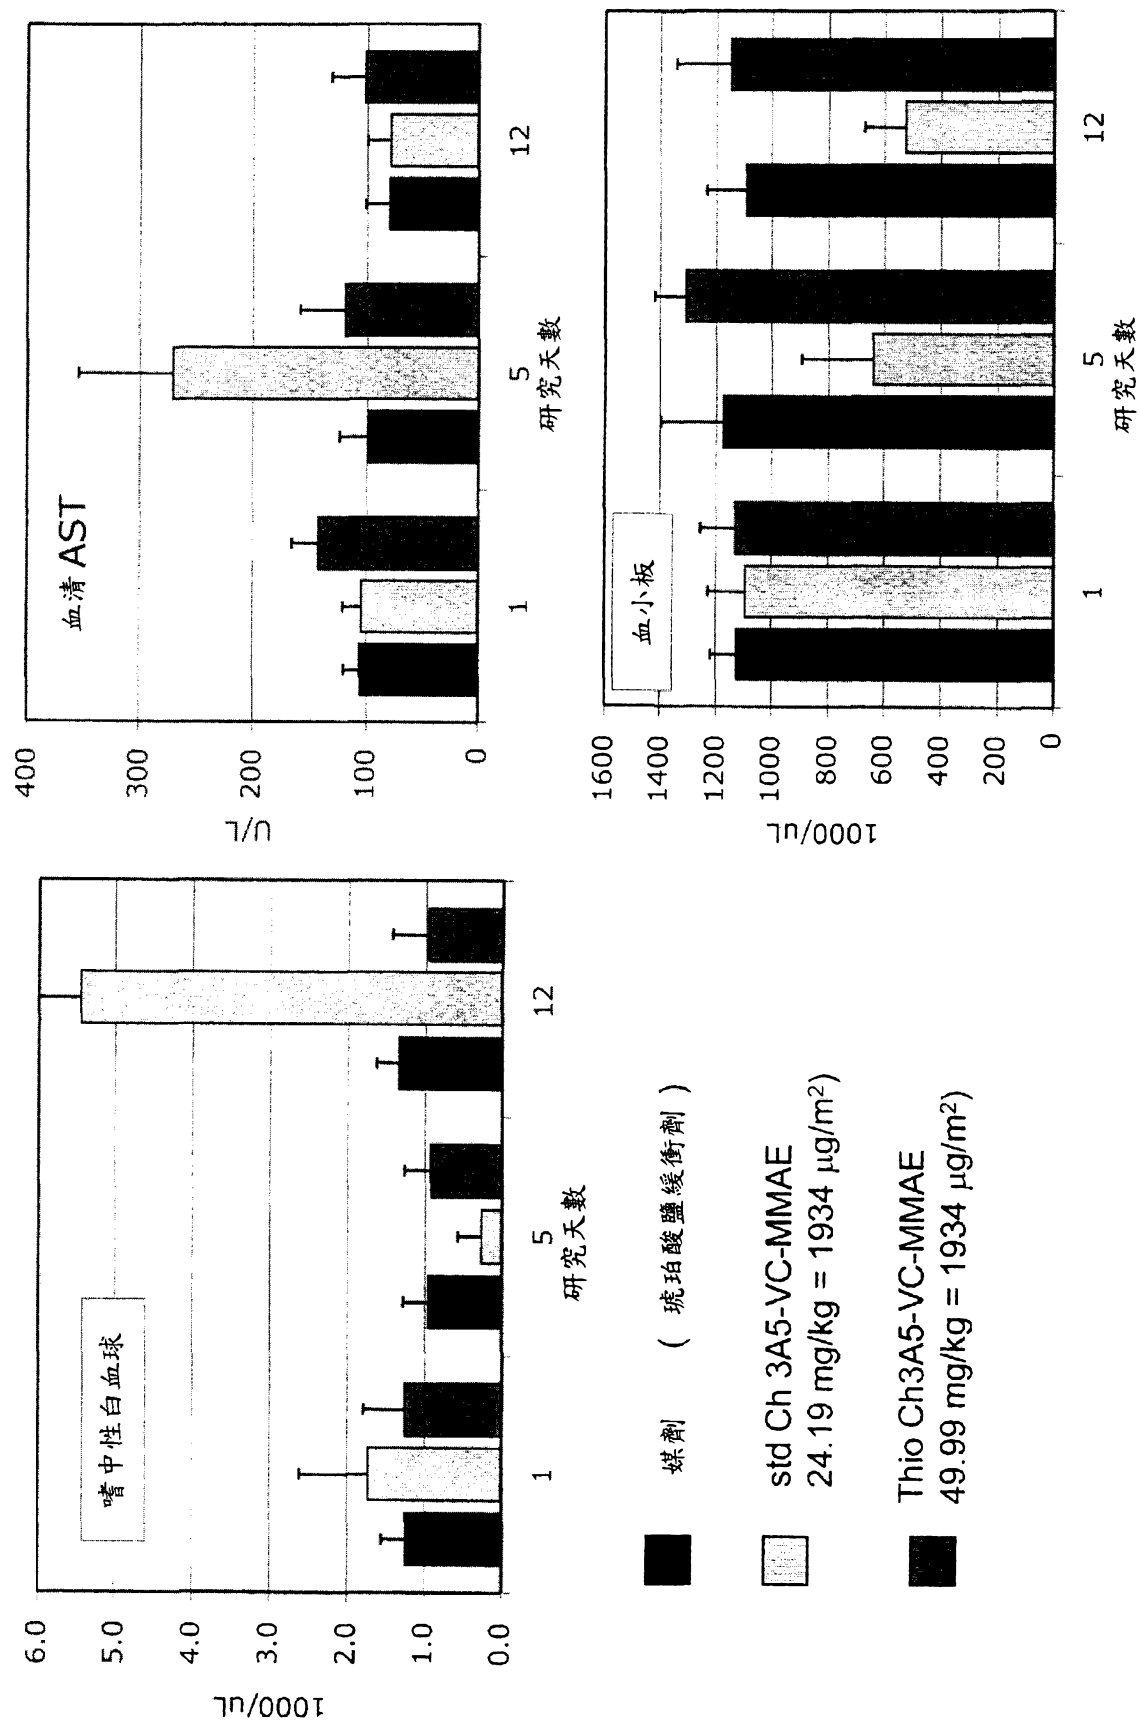 嗜中性白血球
6.0
5.0
4.0
3.0
2.0
1.0
0.0
1000/uL
1
5
12
研究天數
血清 AST
400
300
200
100
0
U/L
1
5
12
研究天數
血小板
1600
1400
1200
1000
800
600
400
200
0
1000/uL
1
5
12
研究天數
媒劑 ( 琥珀酸鹽緩衝劑 )
std Ch 3A5-VC-MMAE
24.19 mg/kg = 1934 µg/m²
Thio Ch3A5-VC-MMAE
49.99 mg/kg = 1934 µg/m²